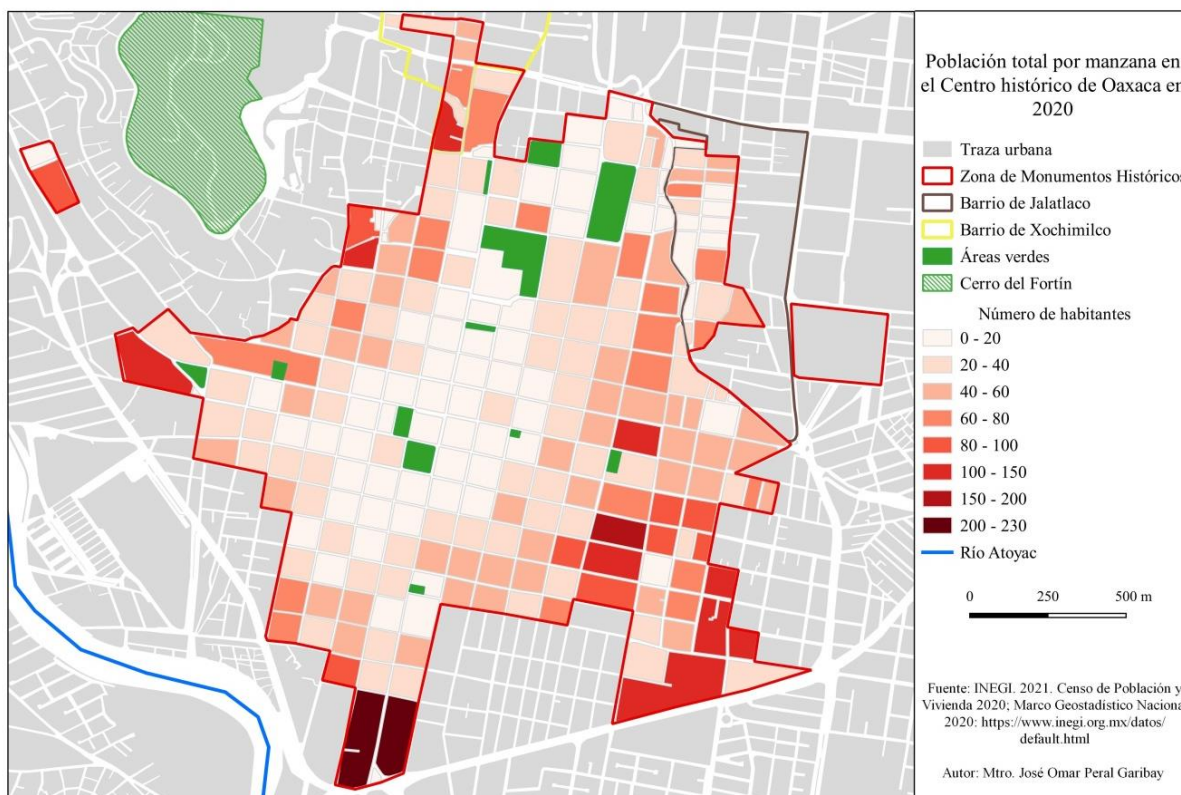 Población total por manzana en
el Centro histórico de Oaxaca en
2020
Traza urbana
Zona de Monumentos Históricos
Barrio de Jalatlaco
Barrio de Xochimilco
Áreas verdes
Cerro del Fortín
Número de habitantes
0 - 20
20 - 40
40 - 60
60 - 80
80 - 100
100 - 150
150 - 200
200 - 230
Río Atoyac
0 250 500 m
Fuente: INEGI. 2021. Censo de Población y
Vivienda 2020; Marco Geostadístico Nacional
2020: https://www.inegi.org.mx/datos/
default.html
Autor: Mtro. José Omar Peral Garibay